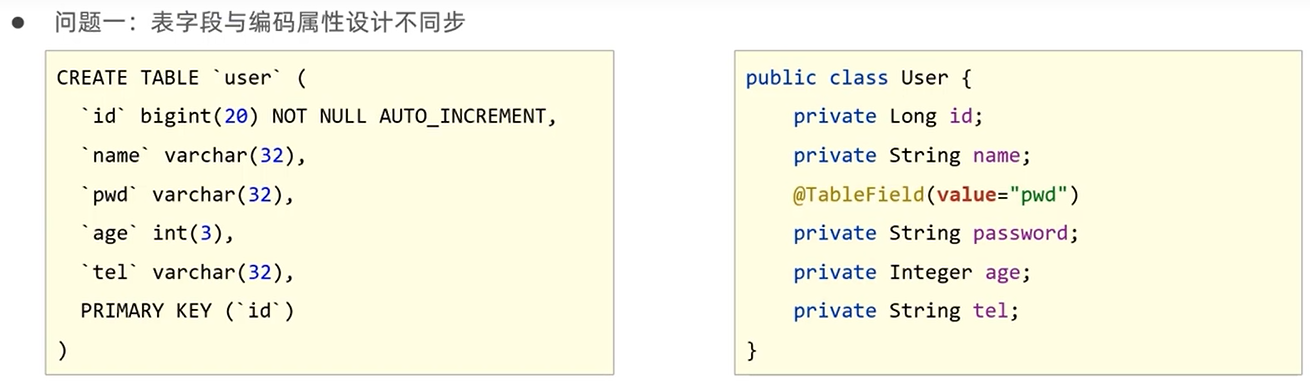 ● 问题一：表字段与编码属性设计不同步
CREATE TABLE `user` (
`id` bigint(20) NOT NULL AUTO_INCREMENT,
`name` varchar(32),
`pwd` varchar(32),
`age` int(3),
`tel` varchar(32),
PRIMARY KEY (`id`)
)
public class User {
private Long id;
private String name;
@TableField(value="pwd")
private String password;
private Integer age;
private String tel;
}